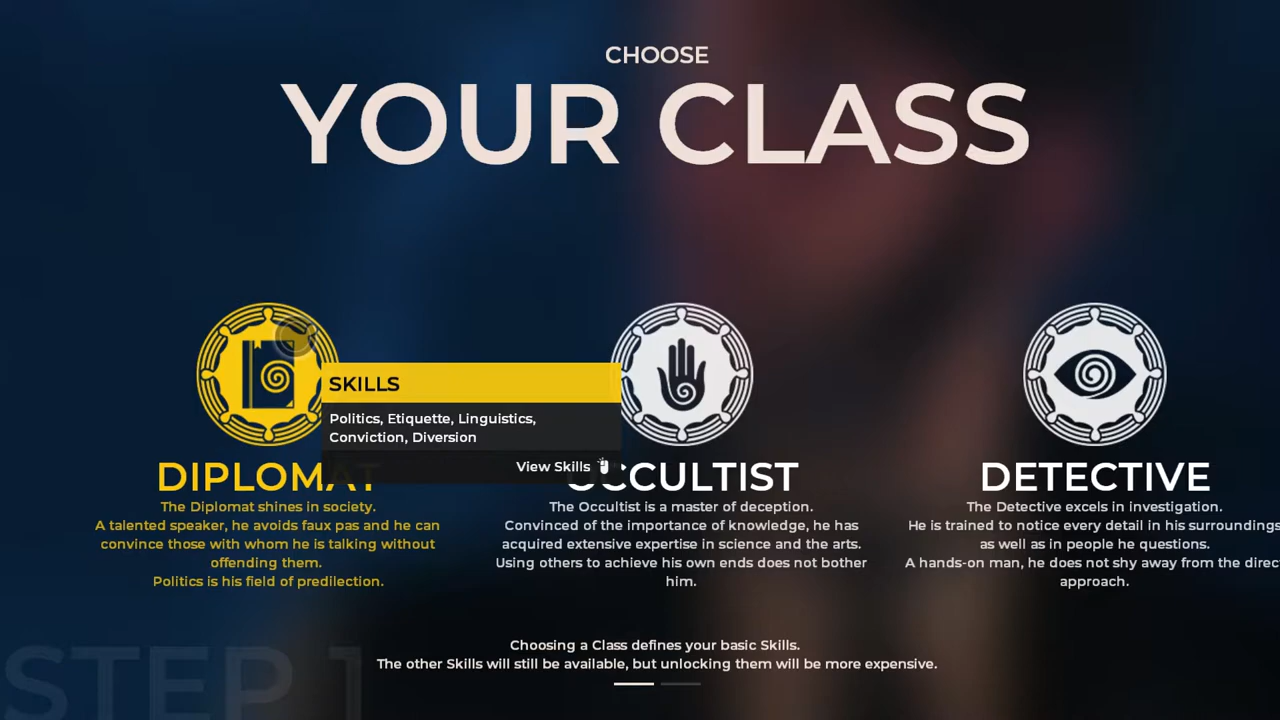 CHOOSE
YOUR CLASS
SKILLS
Politics, Etiquette, Linguistics,
Conviction, Diversion
View Skills
DIPLOMAT
The Diplomat shines in society.
A talented speaker, he avoids faux pas and he can
convince those with whom he is talking without
offending them.
Politics is his field of predilection.
OCCULTIST
The Occultist is a master of deception.
Convinced of the importance of knowledge, he has
acquired extensive expertise in science and the arts.
Using others to achieve his own ends does not bother
him.
DETECTIVE
The Detective excels in investigation.
He is trained to notice every detail in his surroundings
as well as in people he questions.
A hands-on man, he does not shy away from the direc
approach.
Choosing a Class defines your basic Skills.
The other Skills will still be available, but unlocking them will be more expensive.
STEP 1